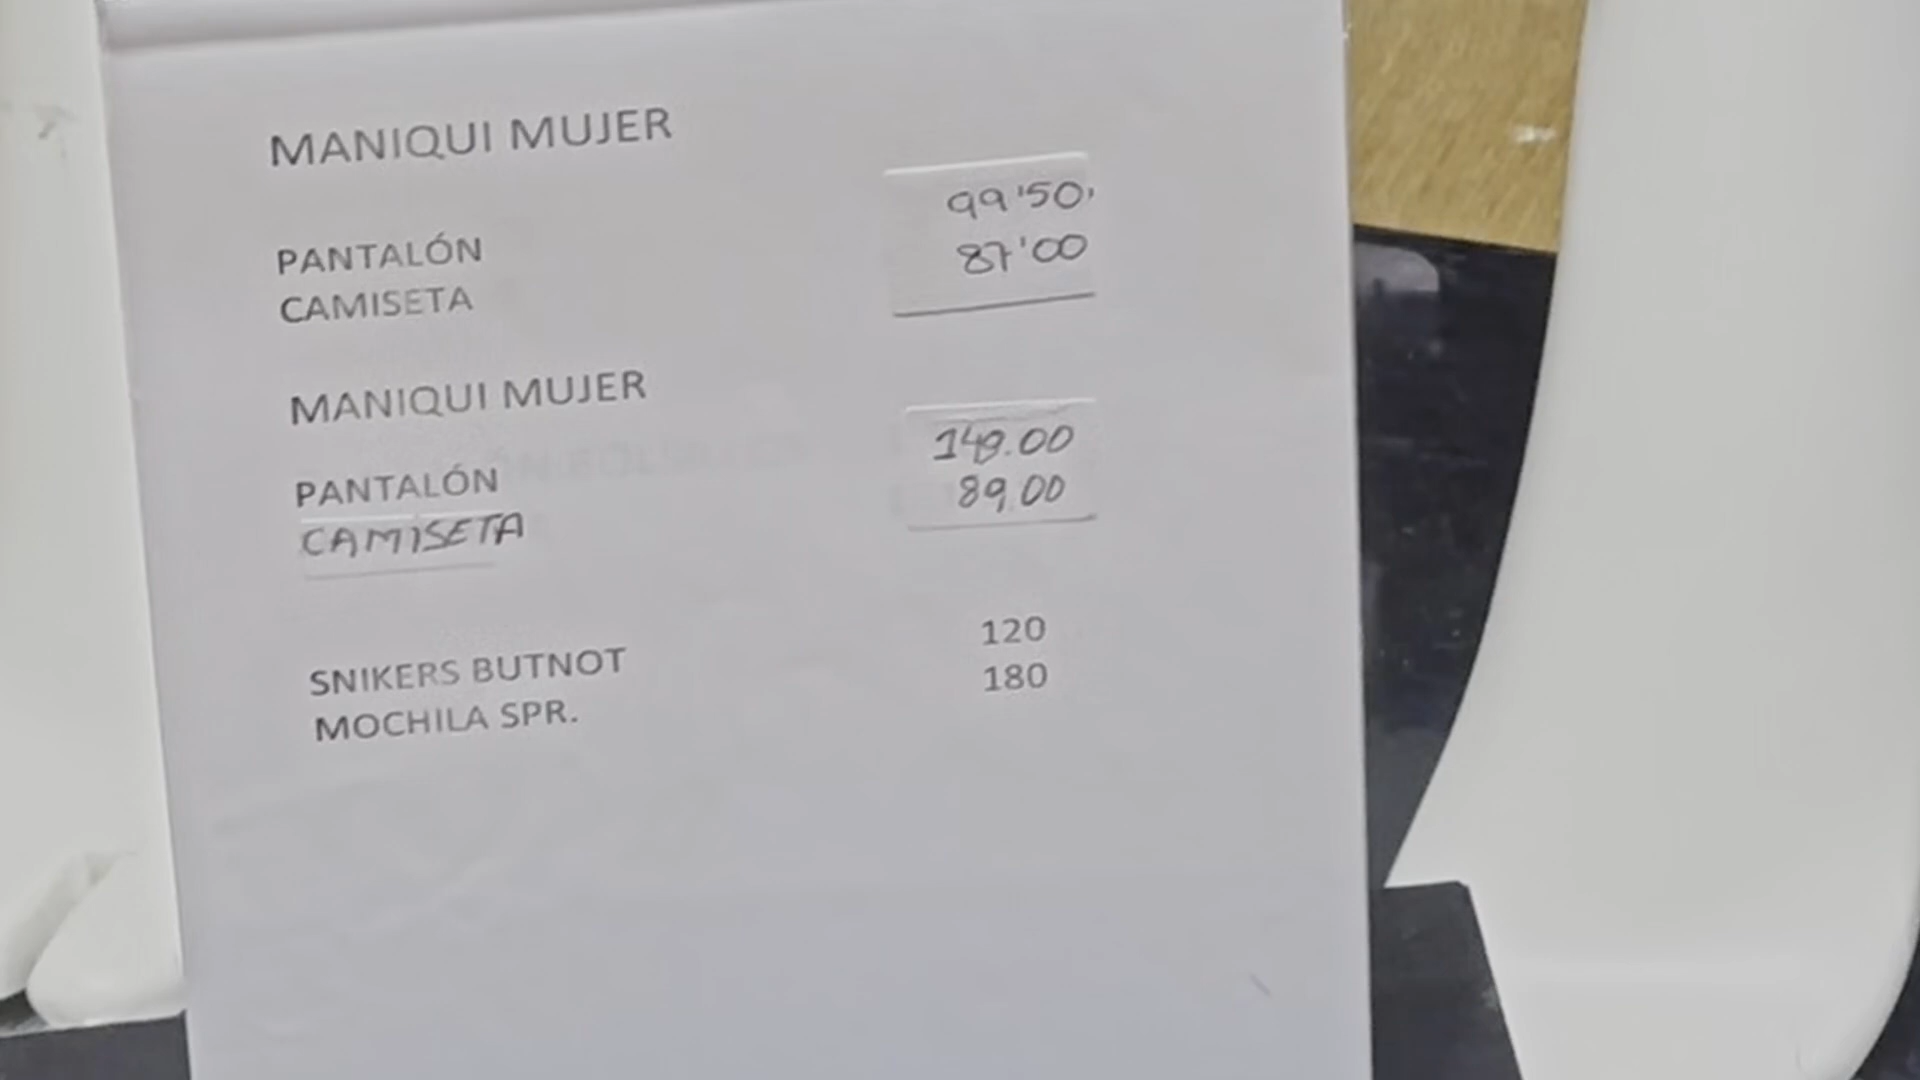 MANIQUI MUJER
PANTALÓN 99'50,
CAMISETA 87'00
MANIQUI MUJER
PANTALÓN 149.00
CAMISETA 89.00
SNIKERS BUTNOT 120
MOCHILA SPR. 180